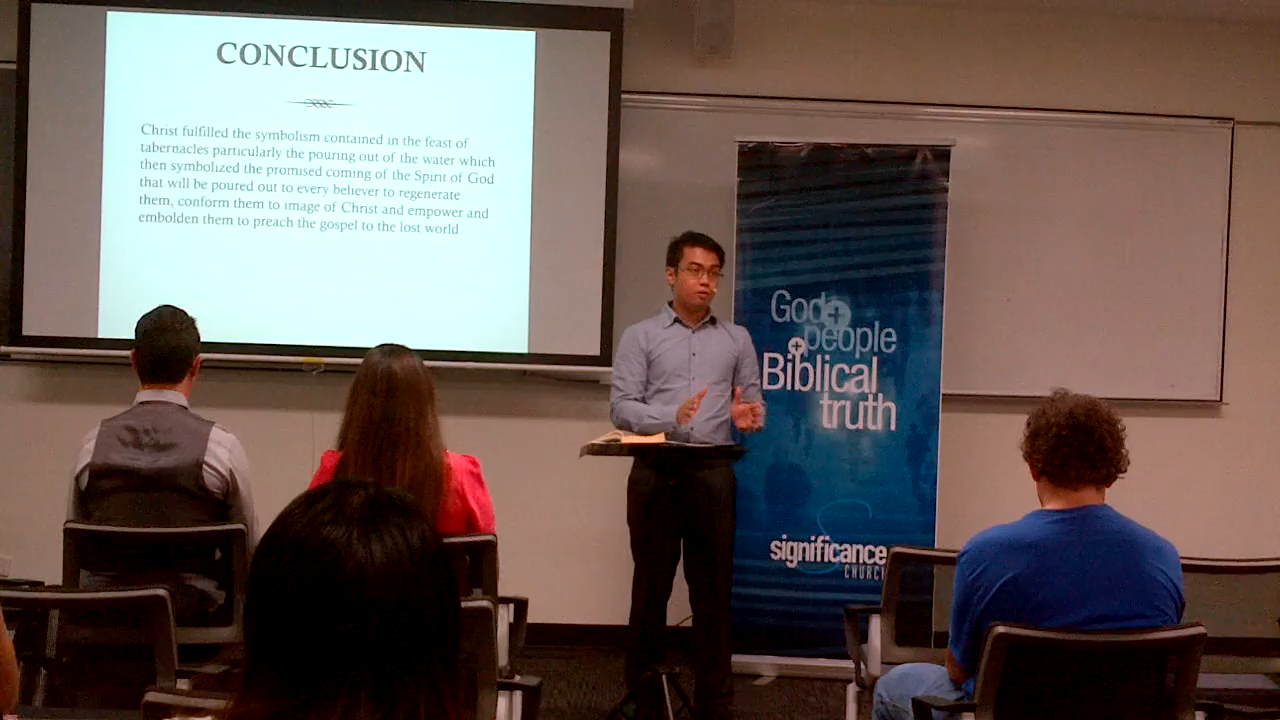 CONCLUSION
Christ fulfilled the symbolism contained in the feast of
tabernacles particularly the pouring out of the water which
then symbolized the promised coming of the Spirit of God
that will be poured out to every believer to regenerate
them, conform them to image of Christ and empower and
embolden them to preach the gospel to the lost world
God+
+people
Biblical
truth
significance
CHURC